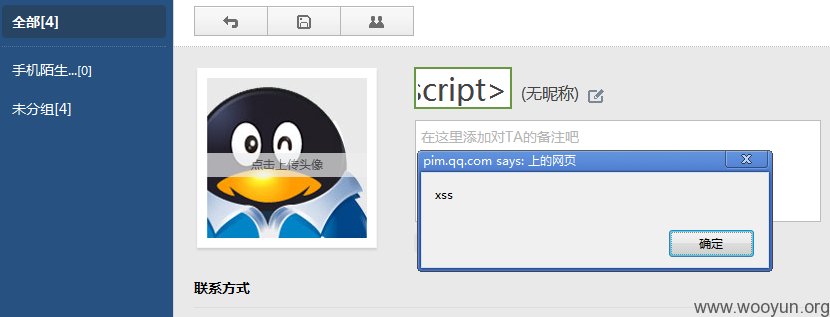 全部[4]
手机陌生...[0]
未分组[4]
点击上传头像
script>
(无昵称)
在这里添加对TA的备注吧
pim.qq.com says: 上的网页
xss
确定
联系方式
www.wooyun.org